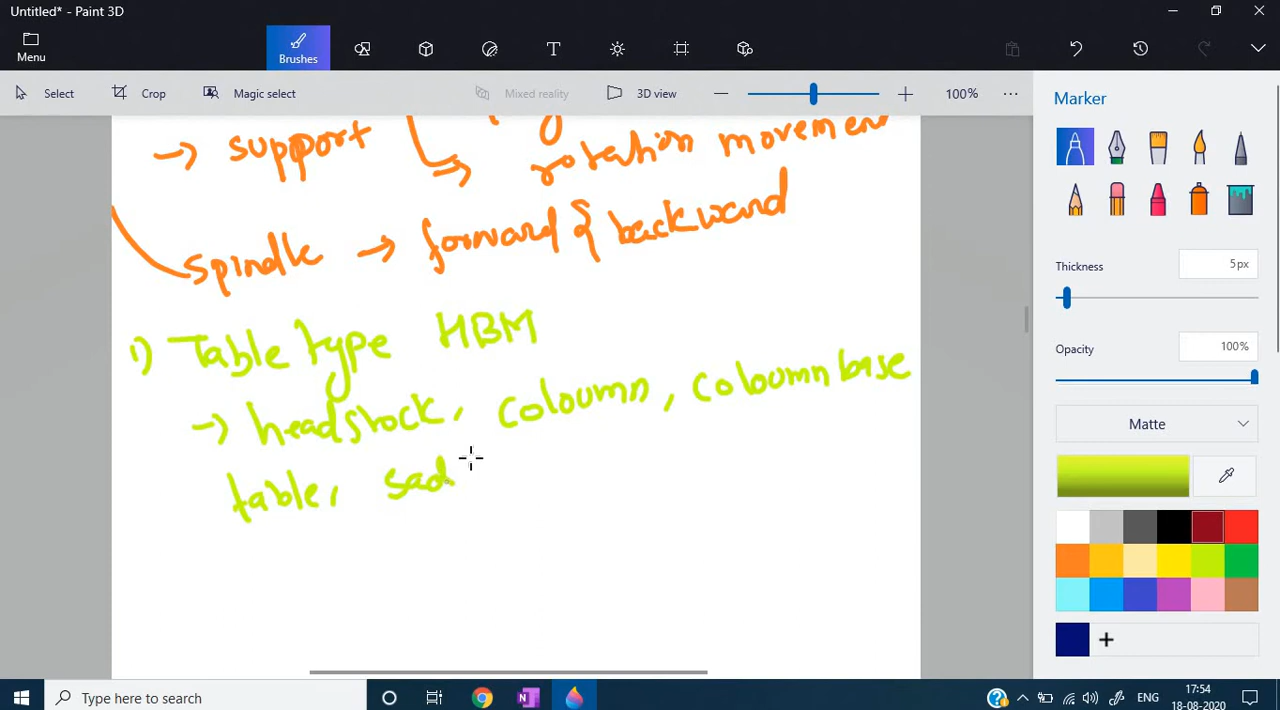 Untitled* - Paint 3D
Menu
Brushes
Select
Crop
Magic select
Mixed reality
3D view
100%
Marker
→ support
rotation movement
spindle → forward & backward
1) Table type HBM
→ headstock, coloumn, coloumn base
table, sad
Thickness
5px
Opacity
100%
Matte
Type here to search
ENG
17:54
18-08-2020